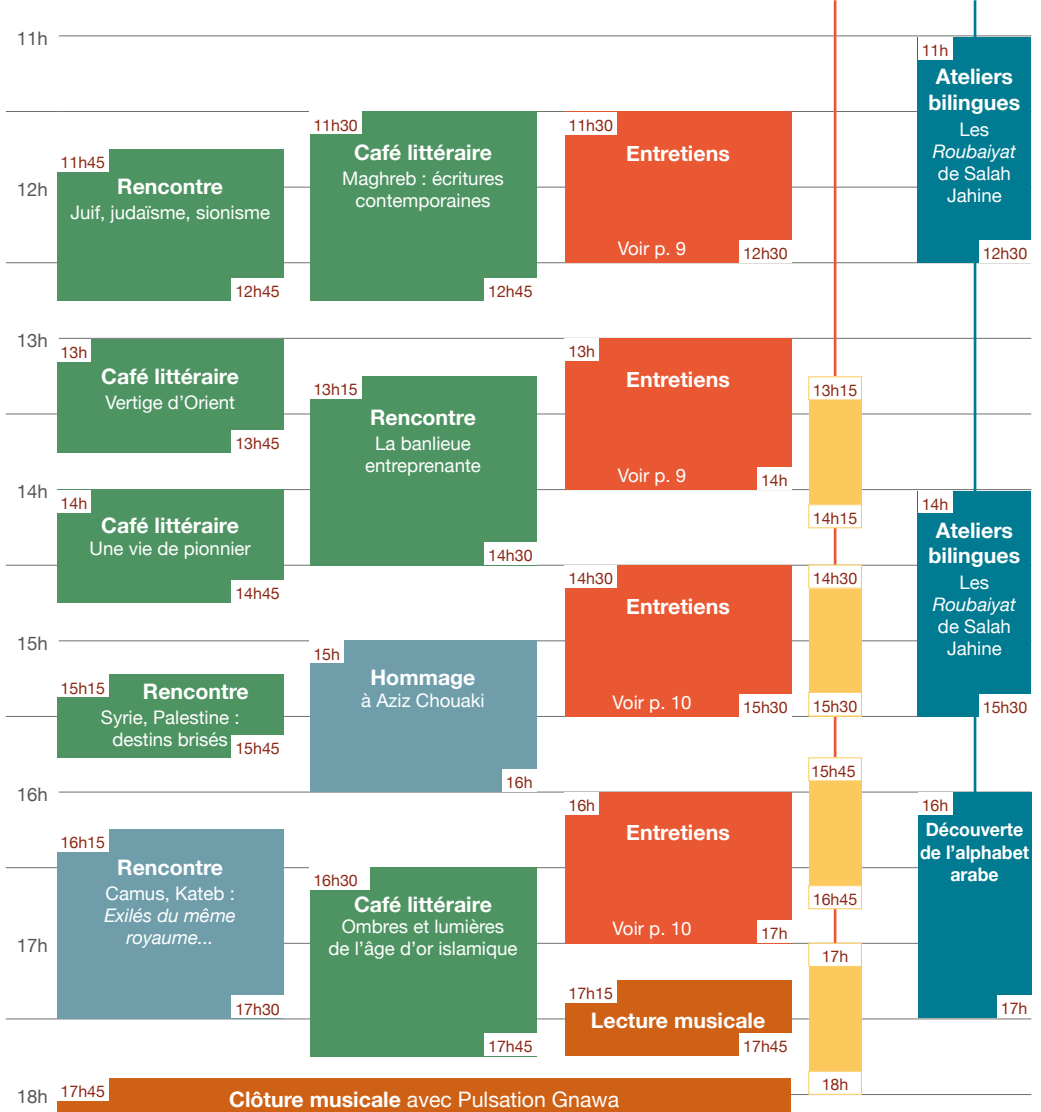 11h
11h
Ateliers
bilingues
Les
Roubaiyat
de Salah
Jahine
12h30
11h30
Café littéraire
Maghreb : écritures
contemporaines
12h45
11h30
Entretiens
Voir p. 9
12h30
11h45
Rencontre
Juif, judaïsme, sionisme
12h45
12h
13h
13h
Café littéraire
Vertige d’Orient
13h45
13h15
Rencontre
La banlieue
entreprenante
14h30
13h
Entretiens
Voir p. 9
14h
13h15
14h15
14h
14h
Café littéraire
Une vie de pionnier
14h45
14h30
Entretiens
Voir p. 10
15h30
14h30
15h30
14h
Ateliers
bilingues
Les
Roubaiyat
de Salah
Jahine
15h30
15h
15h15
Rencontre
Syrie, Palestine :
destins brisés
15h45
15h
Hommage
à Aziz Chouaki
16h
15h45
16h45
16h
16h15
Rencontre
Camus, Kateb :
Exilés du même
royaume...
17h30
16h30
Café littéraire
Ombres et lumières
de l’âge d’or islamique
17h45
16h
Entretiens
Voir p. 10
17h
16h
Découverte
de l’alphabet
arabe
17h
17h
17h15
Lecture musicale
17h45
17h
18h
18h
17h45
Clôture musicale avec Pulsation Gnawa